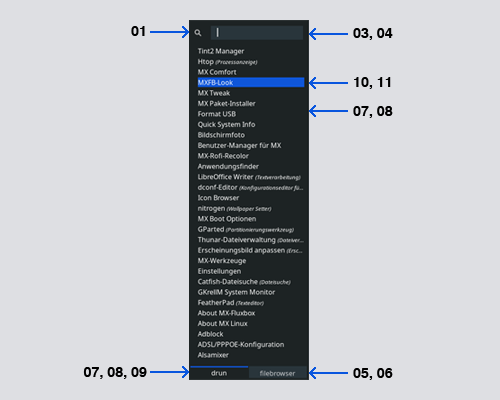 01
03, 04
Tint2 Manager
Htop (Prozessanzeige)
MX Comfort
MXFB-Look
10, 11
MX Tweak
MX Paket-Installer
07, 08
Format USB
Quick System Info
Bildschirmfoto
Benutzer-Manager für MX
MX-Rofi-Recolor
Anwendungsfinder
LibreOffice Writer (Textverarbeitung)
dconf-Editor (Konfigurationseditor fü...
Icon Browser
nitrogen (Wallpaper Setter)
MX Boot Optionen
GParted (Partitionierungswerkzeug)
Thunar-Dateiverwaltung (Dateiver...
Erscheinungsbild anpassen (Ersc...
MX-Werkzeuge
Einstellungen
Catfish-Dateisuche (Dateisuche)
GKrellM System Monitor
FeatherPad (Texteditor)
About MX-Fluxbox
About MX Linux
Adblock
ADSL/PPPOE-Konfiguration
Alsamixer
07, 08, 09
drun
filebrowser
05, 06